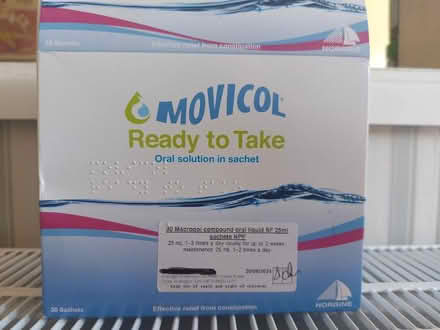 30 Sachets
Effective relief from constipation
NORGINE
MOVICOL
Ready to Take
Oral solution in sachet
30 Macrogol compound oral liquid NF 25ml
sachets NPF
25 mL 1-3 times a day usually for up to 2 weeks,
maintenance 25 mL 1-2 times a day.
Keep out of reach and sight of children
30 Sachets
Effective relief from constipation
NORGINE